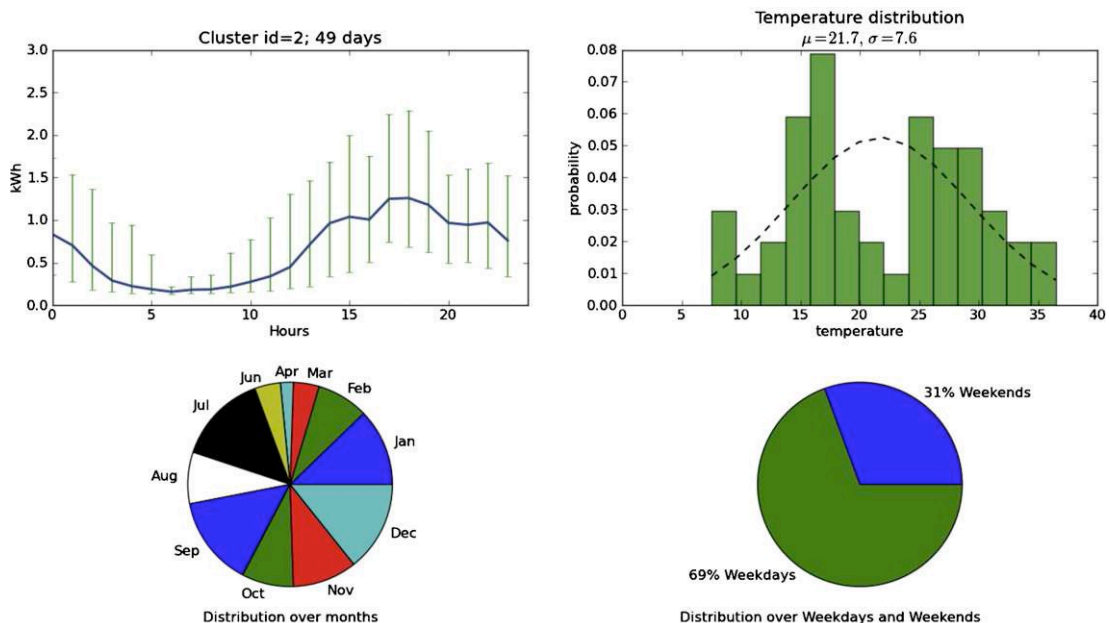 Cluster id=2; 49 days
3.0
2.5
2.0
1.5
1.0
0.5
0.0
kWh
0 5 10 15 20
Hours
Temperature distribution
μ=21.7, σ=7.6
0.08
0.07
0.06
0.05
0.04
0.03
0.02
0.01
0.00
probability
0 5 10 15 20 25 30 35 40
temperature
Jan
Feb
Mar
Apr
Jun
Jul
Aug
Sep
Oct
Nov
Dec
Distribution over months
31% Weekends
69% Weekdays
Distribution over Weekdays and Weekends